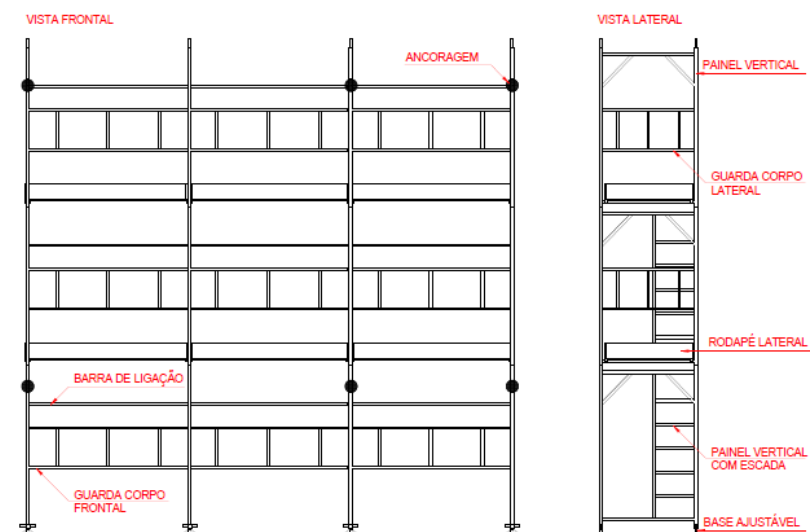 VISTA FRONTAL
VISTA LATERAL
ANCORAGEM
PAINEL VERTICAL
GUARDA CORPO
LATERAL
RODAPÉ LATERAL
BARRA DE LIGAÇÃO
PAINEL VERTICAL
COM ESCADA
GUARDA CORPO
FRONTAL
BASE AJUSTÁVEL